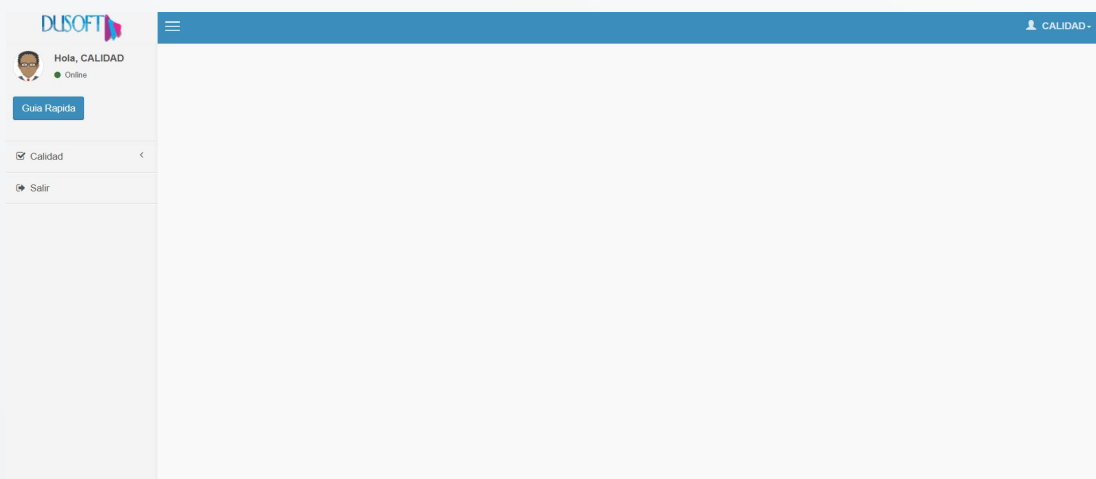 DUSOFT
CALIDAD
Hola, CALIDAD
Online
Guia Rapida
Calidad
Salir